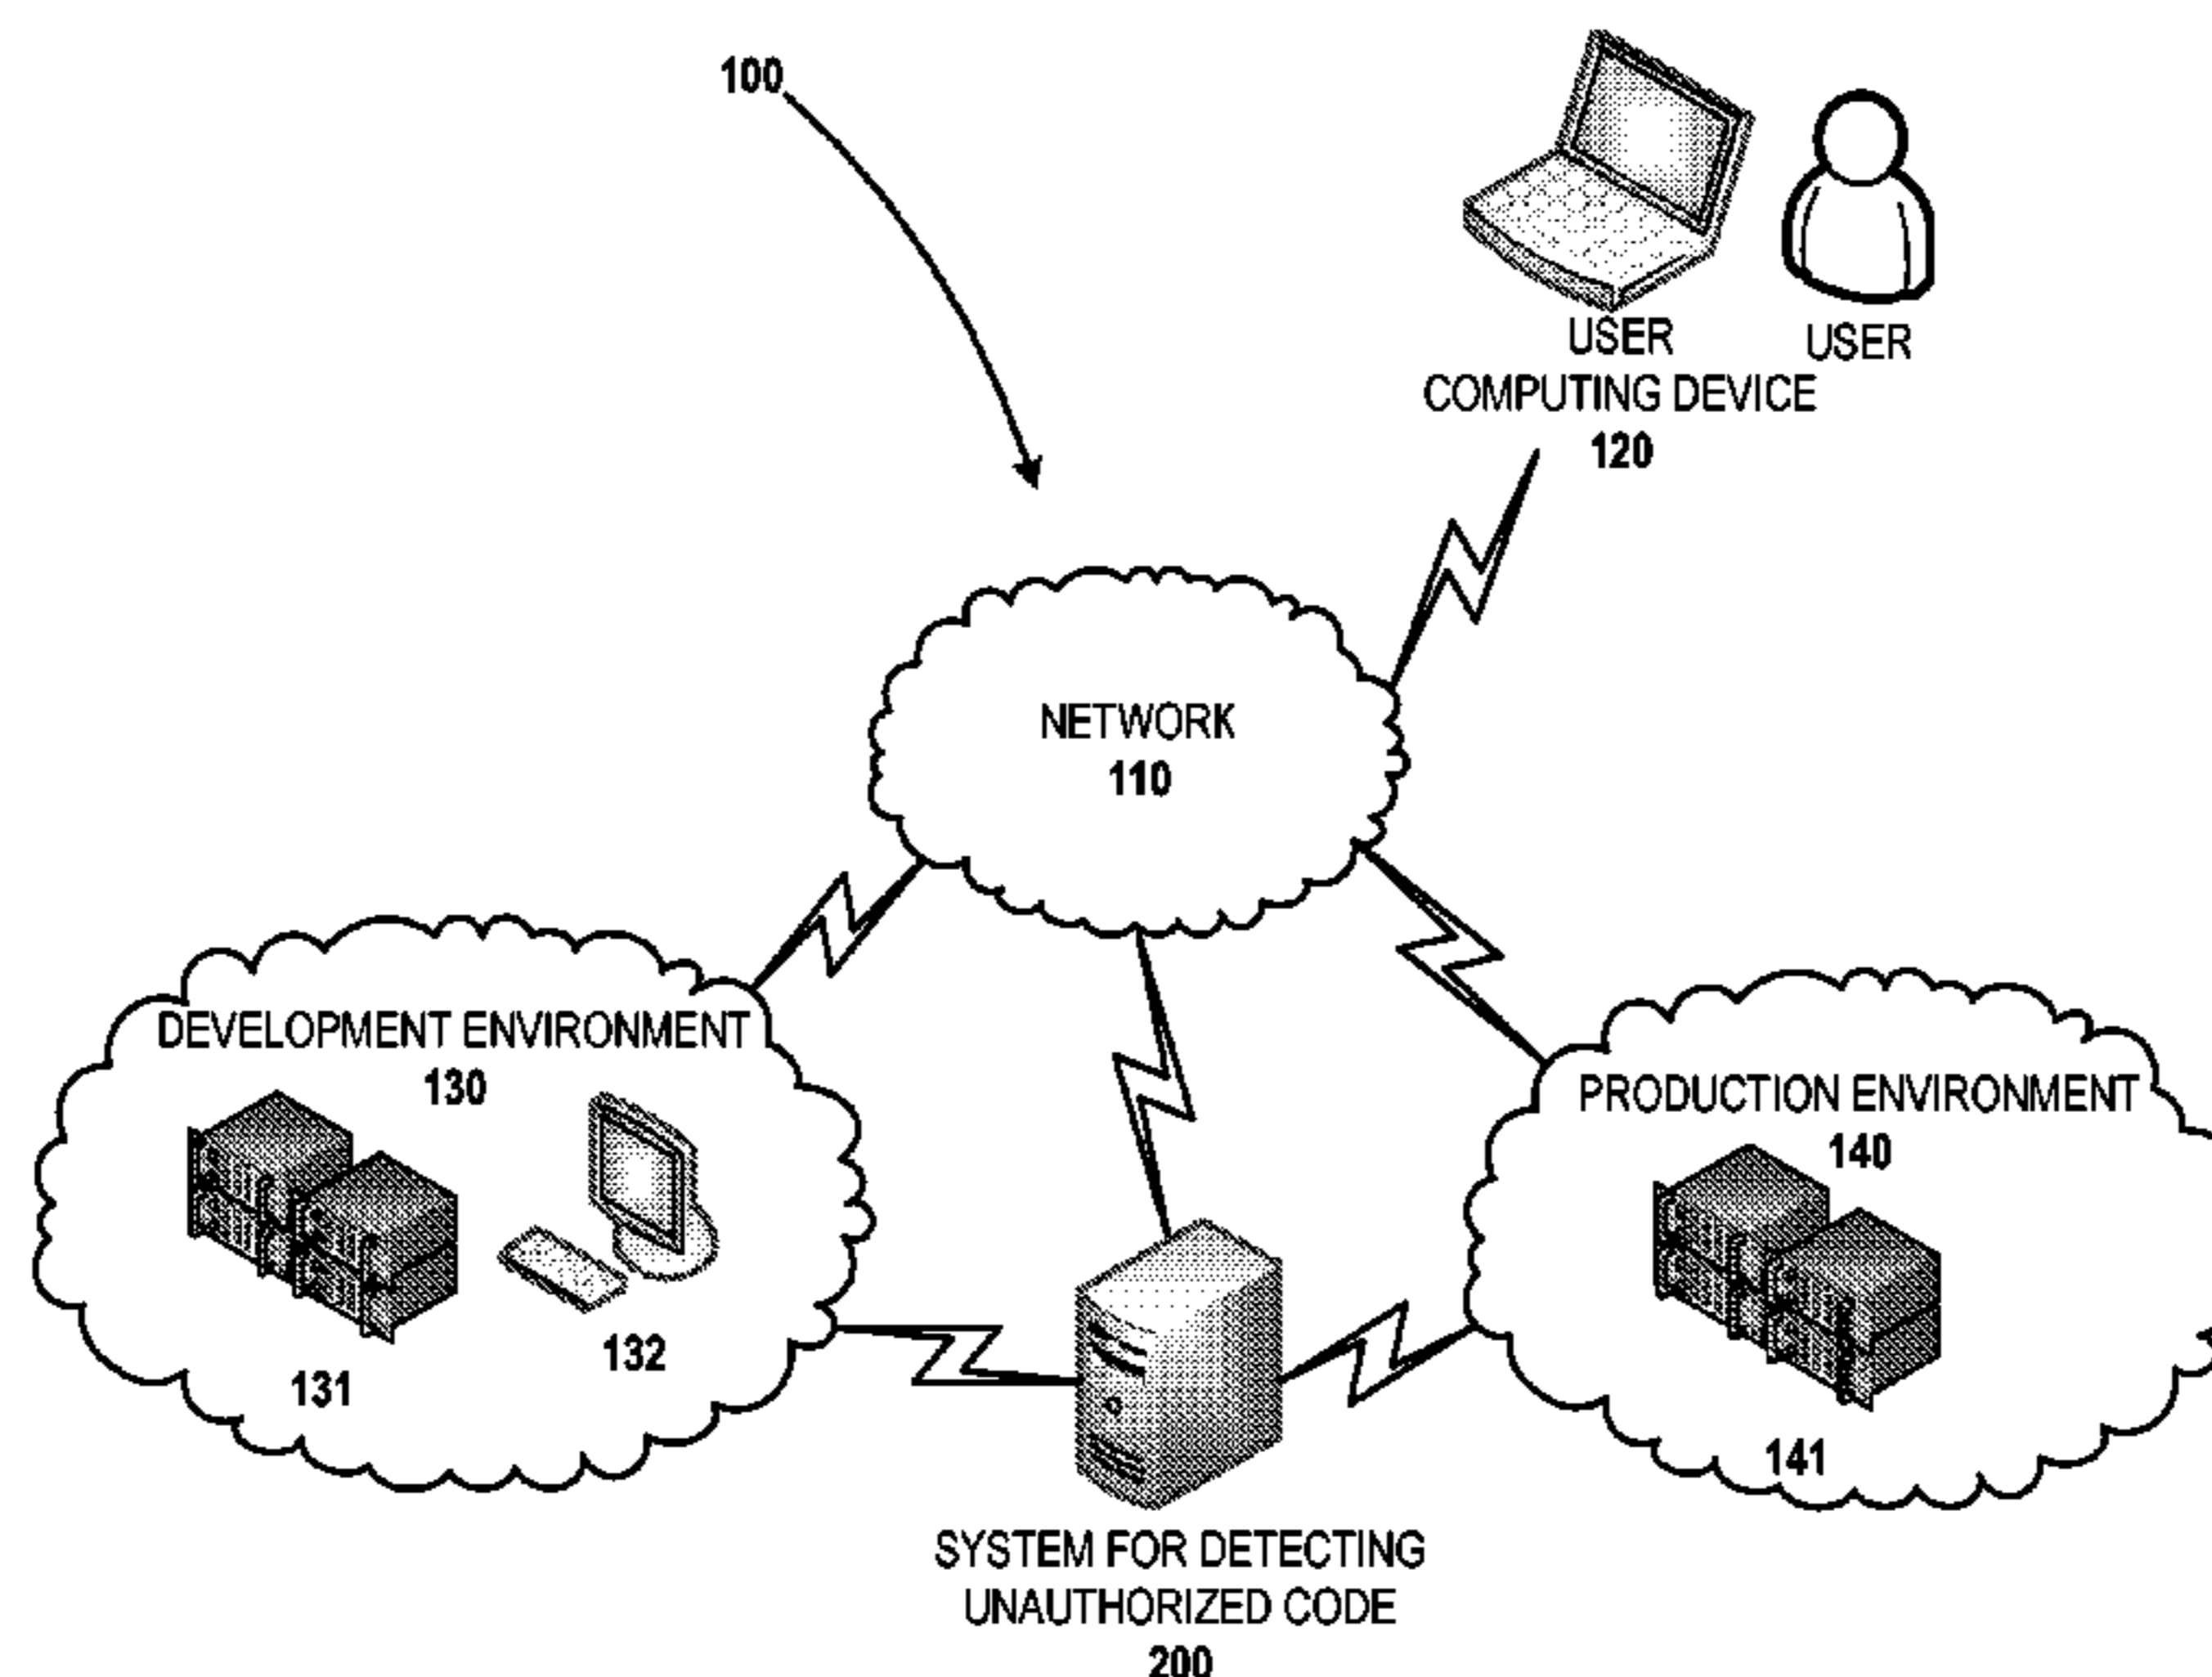 100
USER
COMPUTING DEVICE
120
USER
NETWORK
110
DEVELOPMENT ENVIRONMENT
130
131
132
PRODUCTION ENVIRONMENT
140
141
SYSTEM FOR DETECTING
UNAUTHORIZED CODE
200